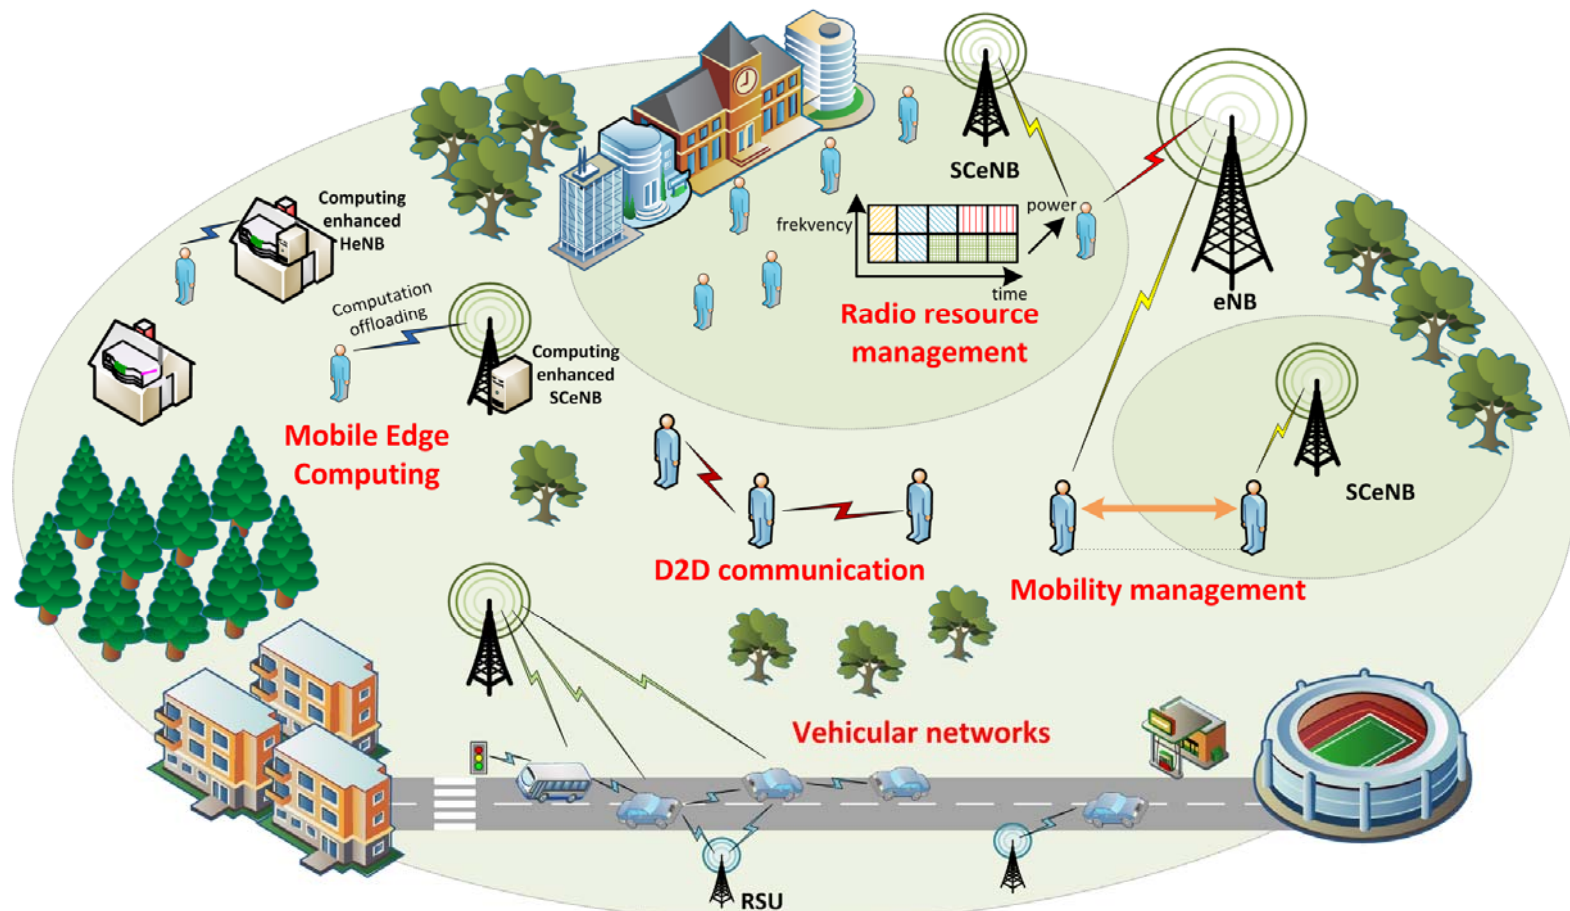 SCeNB
Computing
enhanced
HeNB
frekvency
power
time
eNB
Computation
offloading
Radio resource
management
Computing
enhanced
SCeNB
Mobile Edge
Computing
SCeNB
D2D communication
Mobility management
Vehicular networks
RSU